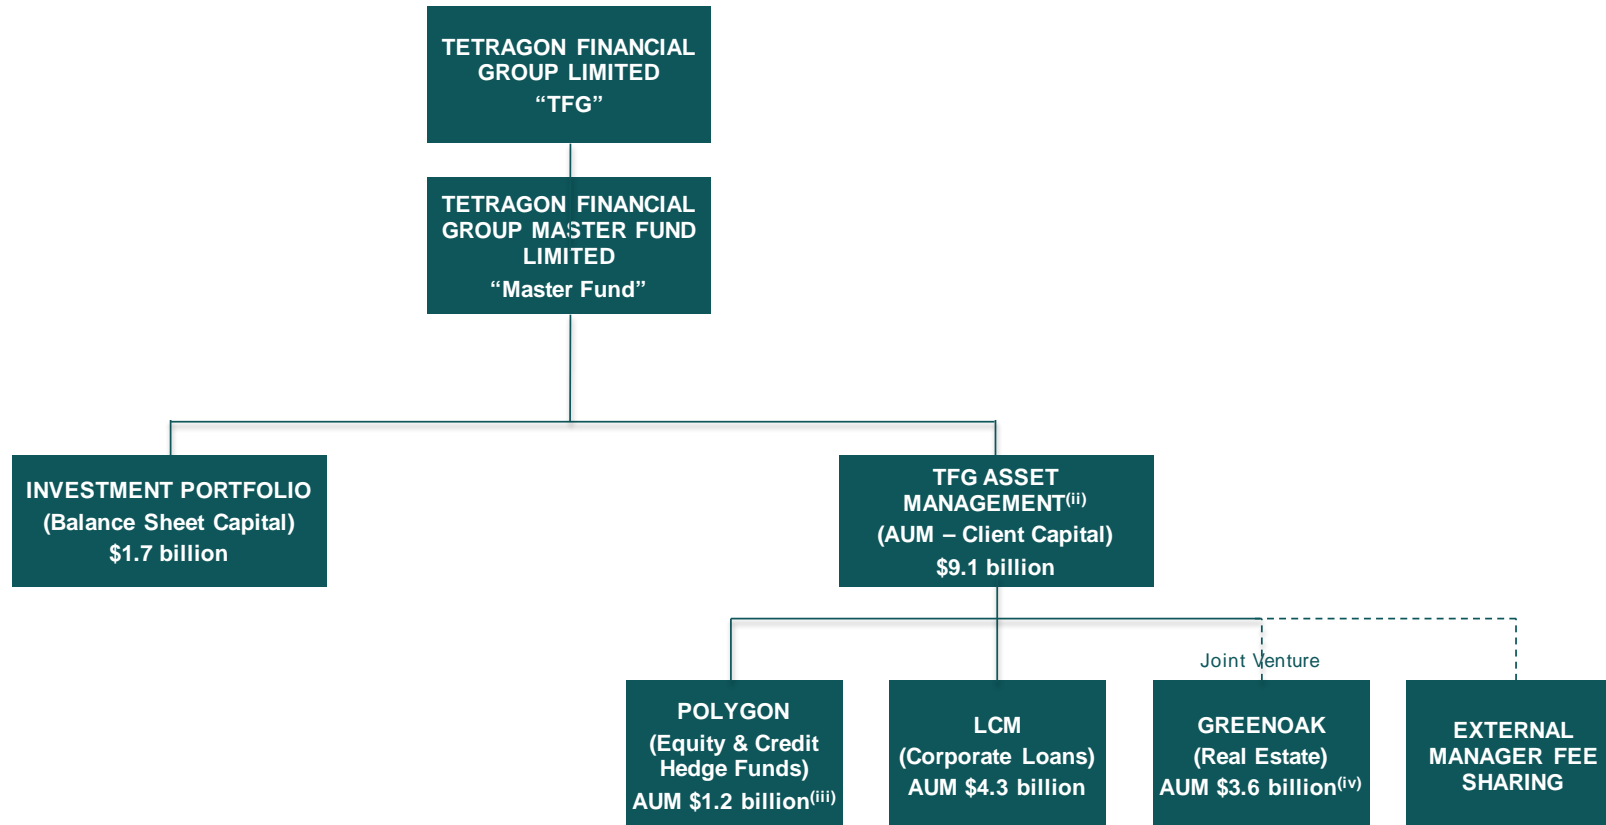 TETRAGON FINANCIAL
GROUP LIMITED
“TFG”
TETRAGON FINANCIAL
GROUP MASTER FUND
LIMITED
“Master Fund”
INVESTMENT PORTFOLIO
(Balance Sheet Capital)
$1.7 billion
TFG ASSET
MANAGEMENT(ii)
(AUM – Client Capital)
$9.1 billion
Joint Venture
POLYGON
(Equity & Credit
Hedge Funds)
AUM $1.2 billion(iii)
LCM
(Corporate Loans)
AUM $4.3 billion
GREENOAK
(Real Estate)
AUM $3.6 billion(iv)
EXTERNAL
MANAGER FEE
SHARING